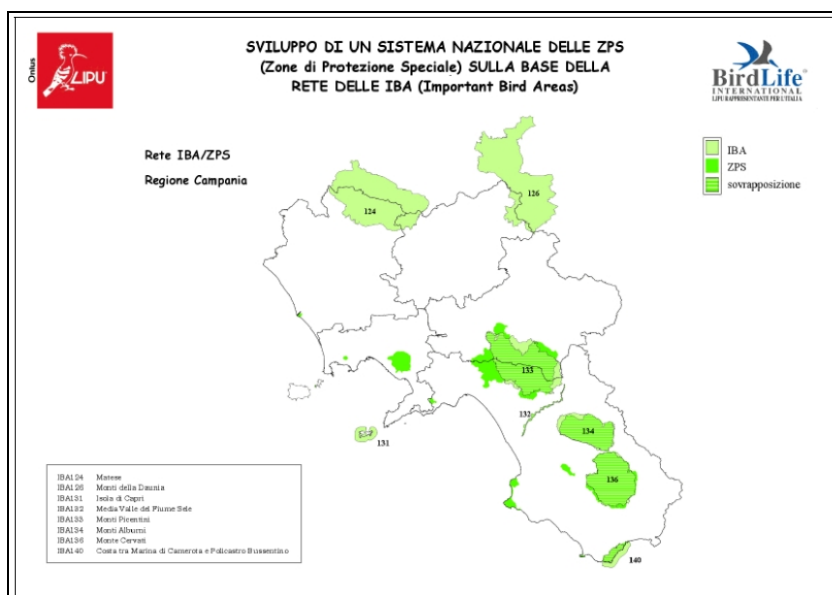 Onlus
LIPU
SVILUPPO DI UN SISTEMA NAZIONALE DELLE ZPS
(Zone di Protezione Speciale) SULLA BASE DELLA
RETE DELLE IBA (Important Bird Areas)
BirdLife
INTERNATIONAL
LIPU RAPPRESENTANTE PER L'ITALIA
Rete IBA/ZPS
Regione Campania
IBA
ZPS
sovrapposizione
124
126
133
132
131
134
136
140
IBA124 Matese
IBA126 Monti della Daunia
IBA131 Isola di Capri
IBA132 Media Valle del Fiume Sele
IBA133 Monti Picentini
IBA134 Monti Alburni
IBA136 Monte Cervati
IBA140 Costa tra Marina di Camerota e Policastro Bussentino